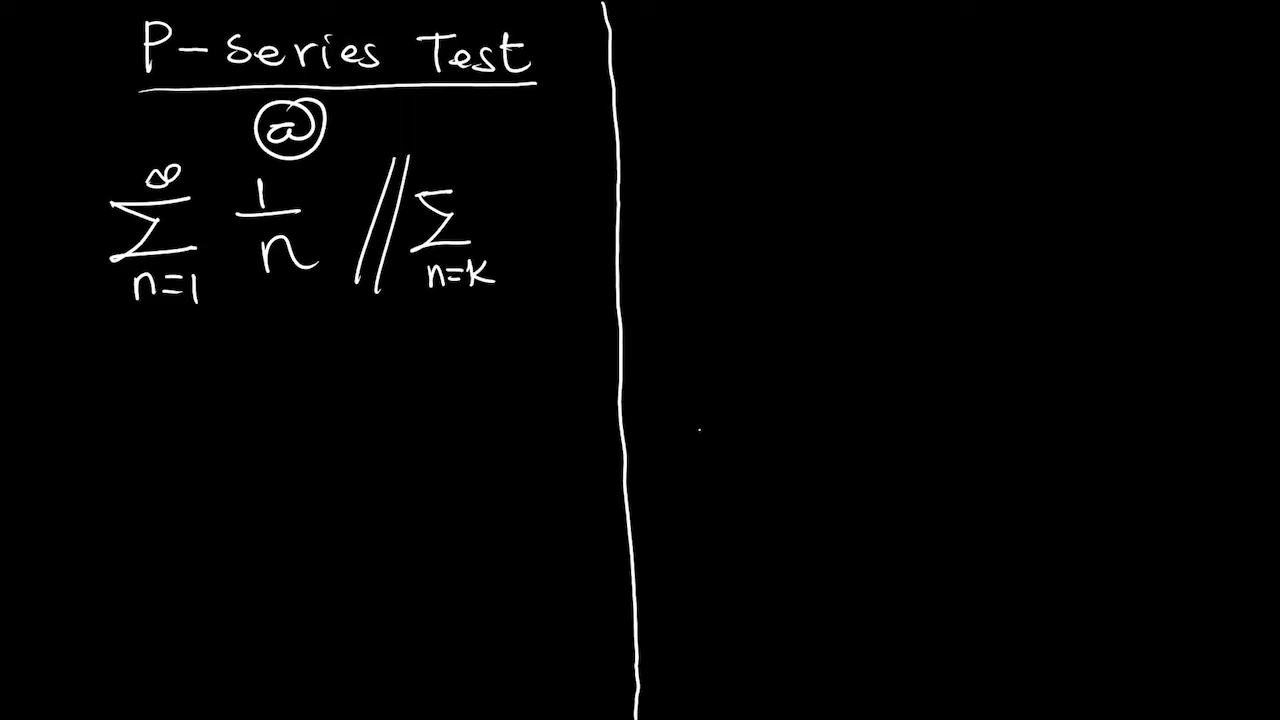 P-series Test
a
∞
∑ 1/n // ∑
n=1 n=k